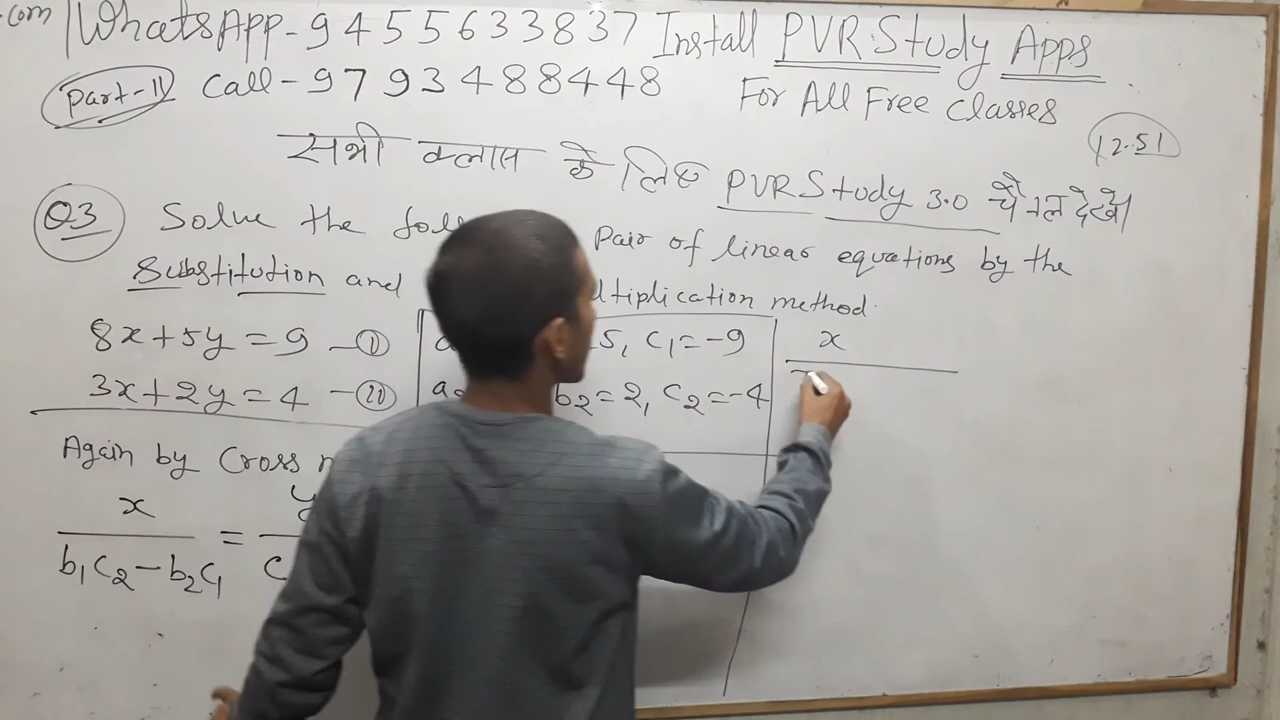 .com | WhatsApp-9455633837 Install PVR Study Apps
Part-11 Call-9793488448 For All Free Classes
12.51
सभी क्लास के लिए PVR Study 3.0 चैनल देखें।
Q3 Solve the Pair of linear equations by the
Substitution and method.
8x+5y=9 -①
3x+2y=4 -⑪
5, c₁=-9
b₂=2, c₂=-4
x
Again by Cross
x
b₁c₂-b₂c₁ =